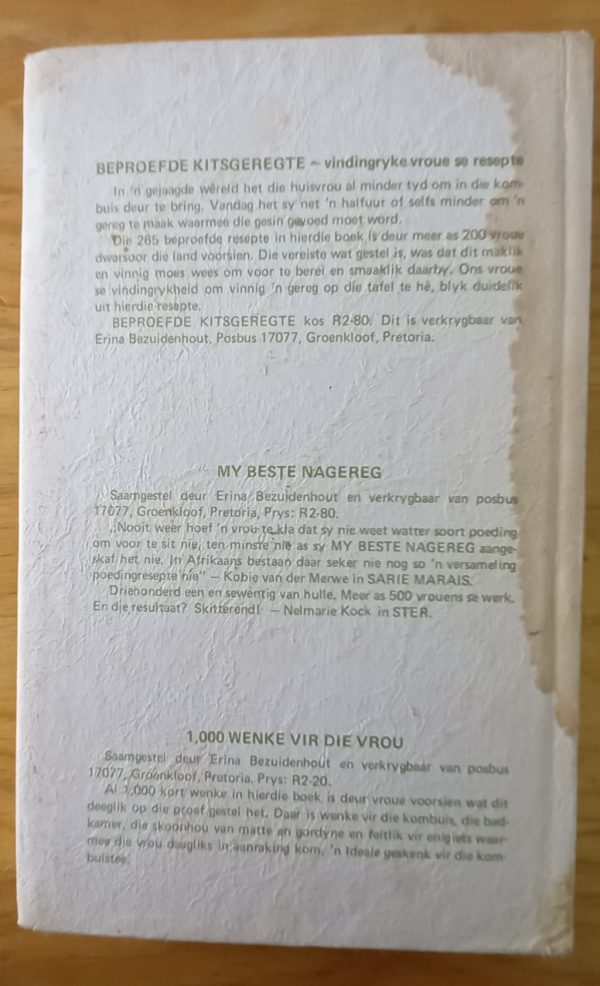 BEPROEFDE KITSGEREGTE – vindingryke vroue se resepte
In 'n gejaagde wêreld het die huisvrou al minder tyd om in die kom-
buis deur te bring. Vandag het sy net 'n halfuur of selfs minder om 'n
gereg te maak waarmee die gesin gevoed moet word.
Die 265 beproefde resepte in hierdie boek is deur meer as 200 vroue
dwarsoor die land voorsien. Die vereiste wat gestel is, was dat dit maklik
en vinnig moes wees om voor te berei en smaaklik daarby. Ons vroue
se vindingrykheid om vinnig 'n gereg op die tafel te hê, blyk duidelik
uit hierdie resepte.
BEPROEFDE KITSGEREGTE kos R2-80. Dit is verkrygbaar van
Erina Bezuidenhout, Posbus 17077, Groenkloof, Pretoria.
MY BESTE NAGEREG
Saamgestel deur Erina Bezuidenhout en verkrygbaar van posbus
17077, Groenkloof, Pretoria, Prys: R2-80.
„Nooit weer hoef 'n vrou te kla dat sy nie weet watter soort poeding
om voor te sit nie, ten minste nie as sy MY BESTE NAGEREG aange-
skaf het nie. In Afrikaans bestaan daar seker nie nog so 'n versameling
poedingresepte nie" – Kobie van der Merwe in SARIE MARAIS.
Driehonderd een en sewentig van hulle. Meer as 500 vrouens se werk.
En die resultaat? Skitterend! – Nelmarie Kock in STER.
1,000 WENKE VIR DIE VROU
Saamgestel deur Erina Bezuidenhout en verkrygbaar van posbus
17077, Groenkloof, Pretoria. Prys: R2-20.
Al 1,000 kort wenke in hierdie boek is deur vroue voorsien wat dit
deeglik op die proef gestel het. Daar is wenke vir die kombuis, die bad-
kamer, die skoonhou van matte en gordyne en feitlik vir enigiets waar-
mee die vrou daagliks in aanraking kom. 'n Ideale geskenk vir die kom-
buistee.